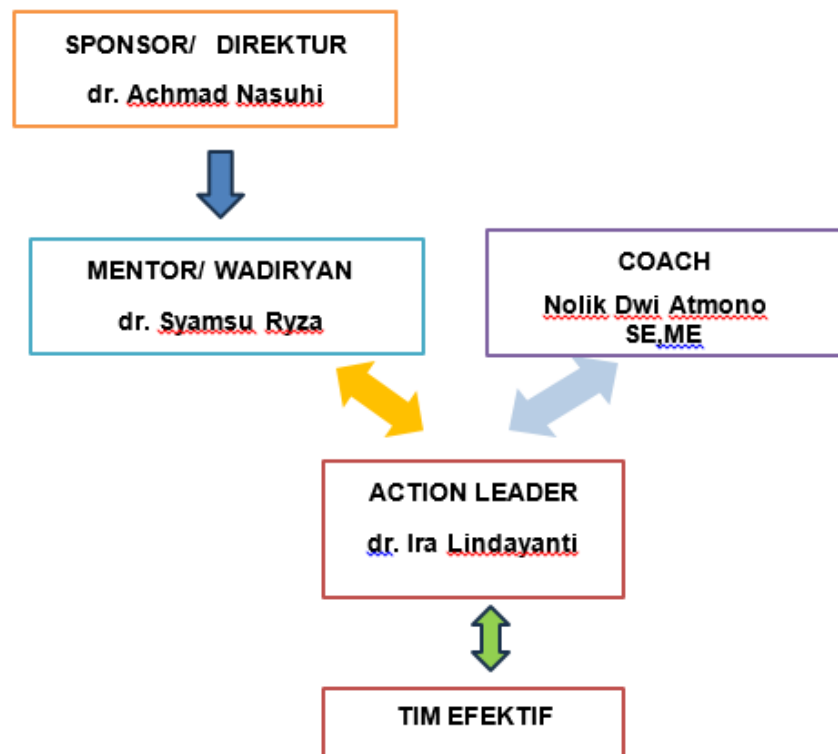 SPONSOR/ DIREKTUR
dr. Achmad Nasuhi
MENTOR/ WADIRYAN
dr. Syamsu Ryza
COACH
Nolik Dwi Atmono
SE,ME
ACTION LEADER
dr. Ira Lindayanti
TIM EFEKTIF